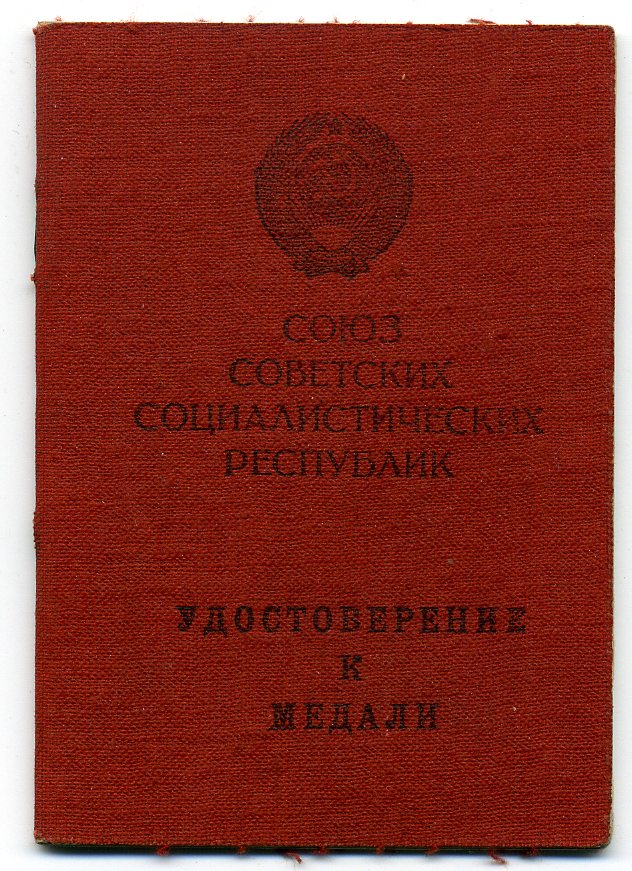 СОЮЗ
СОВЕТСКИХ
СОЦИАЛИСТИЧЕСКИХ
РЕСПУБЛИК
УДОСТОВЕРЕНИЕ
К
МЕДАЛИ